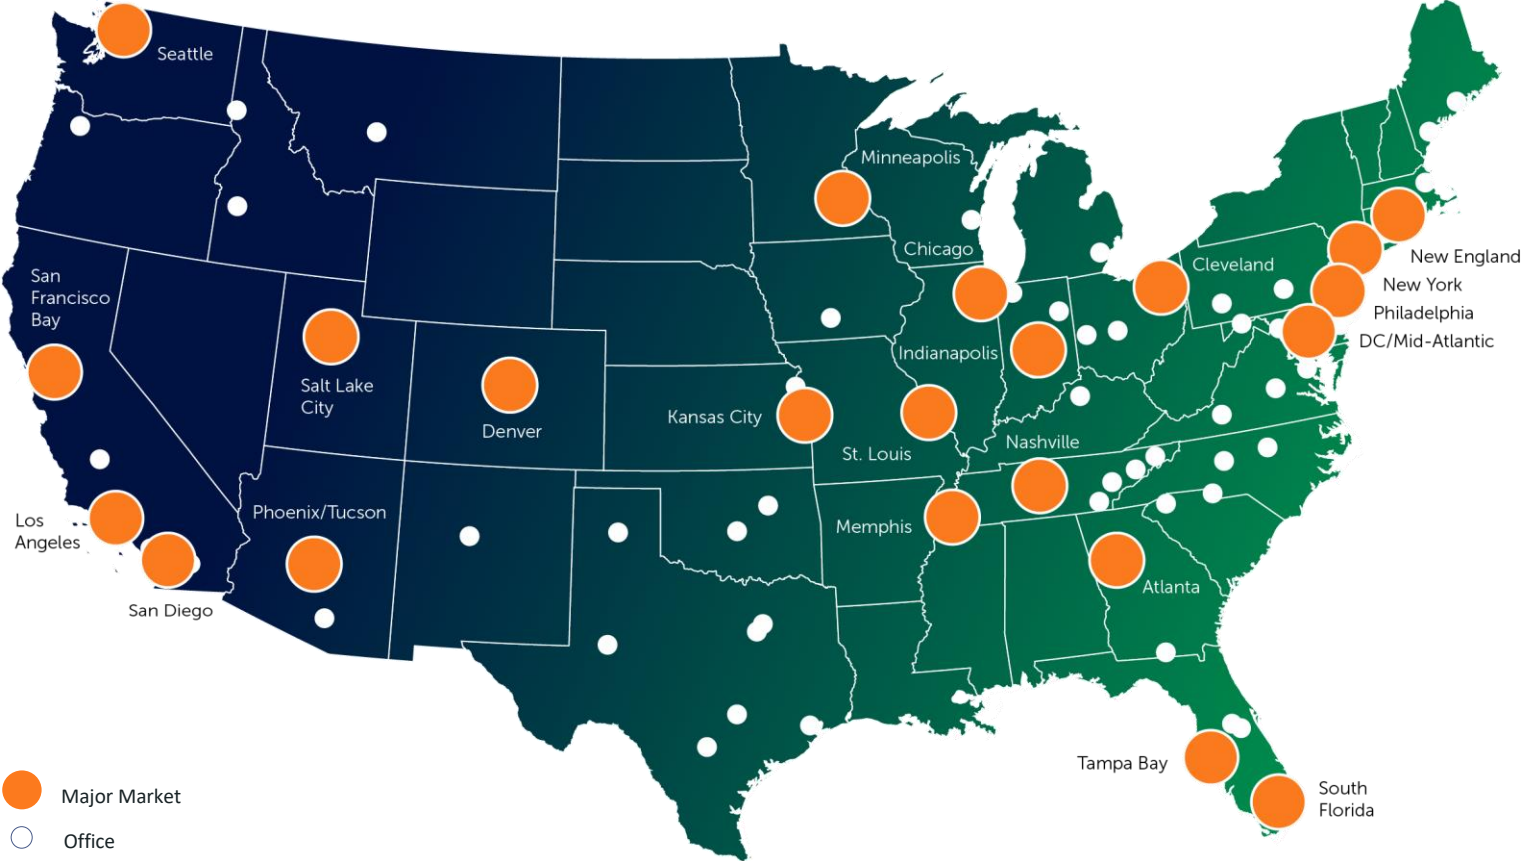 Seattle
Minneapolis
Chicago
Cleveland
New England
New York
Philadelphia
DC/Mid-Atlantic
San
Francisco
Bay
Salt Lake
City
Denver
Kansas City
Indianapolis
St. Louis
Nashville
Los
Angeles
Phoenix/Tucson
Memphis
Atlanta
San Diego
Tampa Bay
South
Florida
Major Market
Office